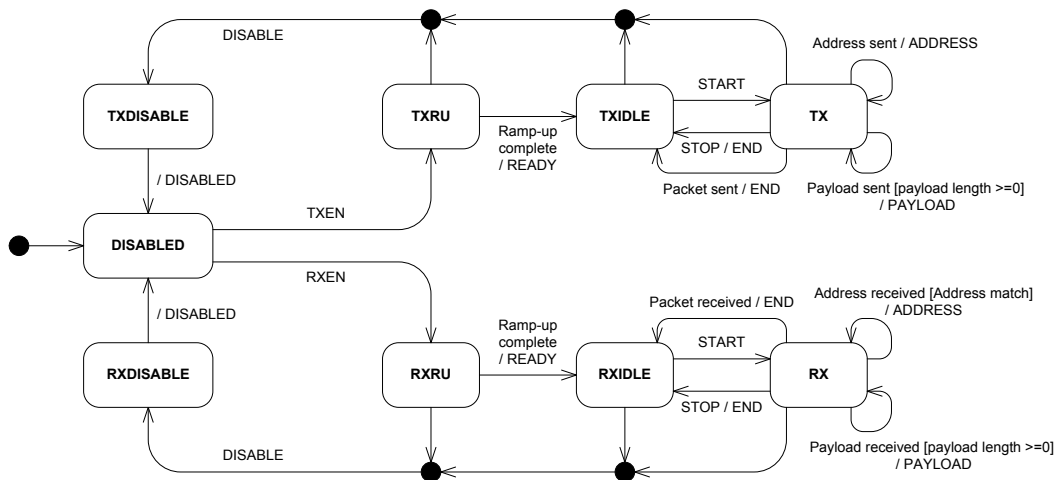 DISABLE
Address sent / ADDRESS
TXDISABLE
TXRU
TXIDLE
START
TX
Ramp-up
complete
/ READY
STOP / END
Packet sent / END
Payload sent [payload length >=0]
/ PAYLOAD
/ DISABLED
TXEN
DISABLED
RXEN
/ DISABLED
Ramp-up
complete
/ READY
Packet received / END
Address received [Address match]
/ ADDRESS
RXDISABLE
RXRU
RXIDLE
START
RX
STOP / END
DISABLE
Payload received [payload length >=0]
/ PAYLOAD